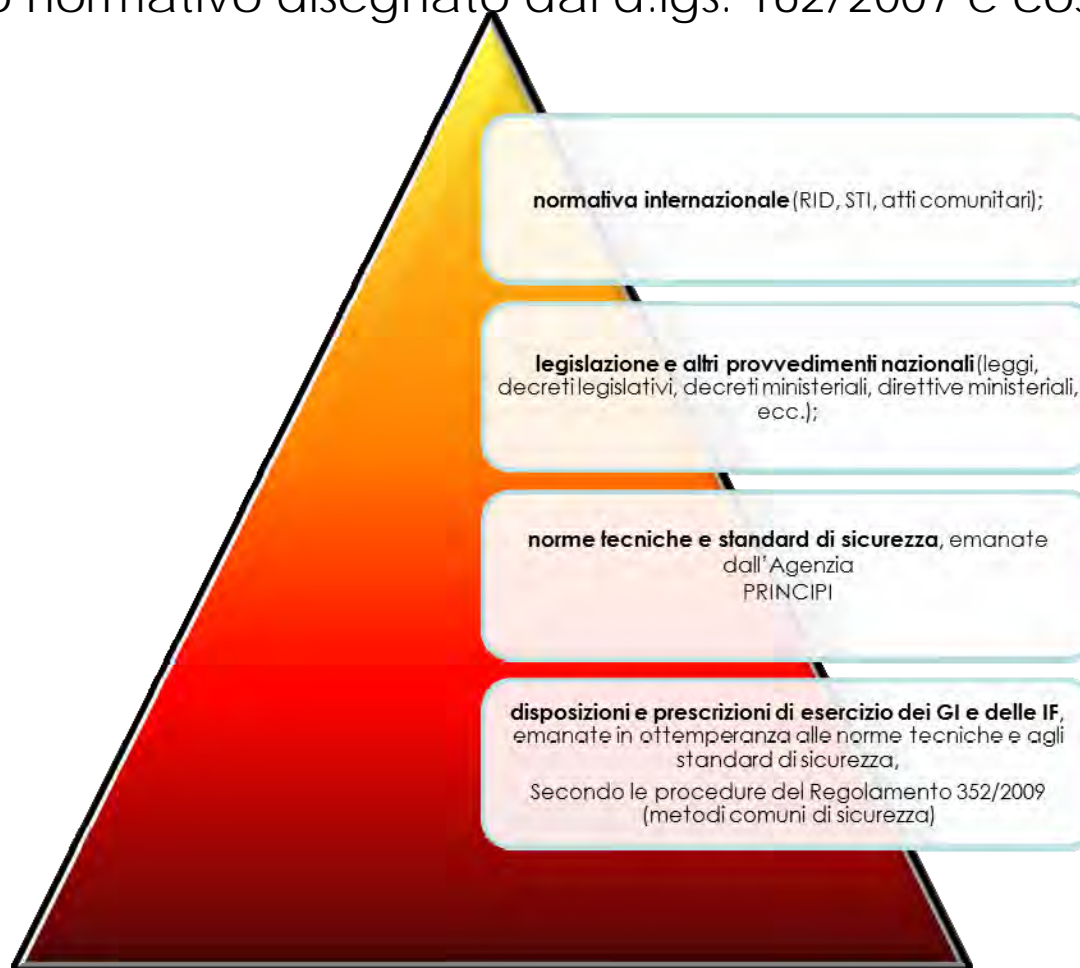 o normativo disegnato dal d.lgs. 162/2007 è cos
normativa internazionale (RID, STI, atti comunitari);
legislazione e altri provvedimenti nazionali (leggi,
decreti legislativi, decreti ministeriali, direttive ministeriali,
ecc.);
norme tecniche e standard di sicurezza, emanate
dall'Agenzia
PRINCIPI
disposizioni e prescrizioni di esercizio dei GI e delle IF,
emanate in ottemperanza alle norme tecniche e agli
standard di sicurezza,
Secondo le procedure del Regolamento 352/2009
(metodi comuni di sicurezza)